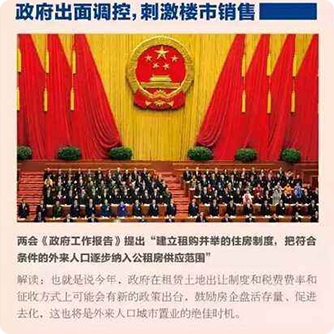 政府出面调控，刺激楼市销售
两会《政府工作报告》提出“建立租购并举的住房制度，把符合
条件的外来人口逐步纳入公租房供应范围”
解读：也就是说今年，政府在租赁土地出让制度和税费费率和
征收方式上可能会有新的政策出台，鼓励房企盘活存量、促进
去化，这也将是外来人口城市置业的绝佳时机。